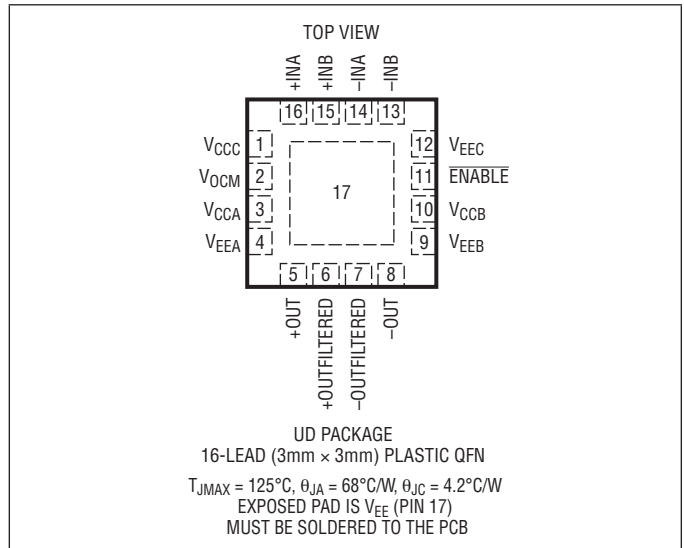 TOP VIEW
+INA
+INB
–INA
–INB
16 15 14 13
VCCC 1
VOCM 2
VCCA 3
VEEA 4
17
12 VEEC
11 ENABLE
10 VCCB
9 VEEB
5 6 7 8
+OUT
+OUTFILTERED
–OUTFILTERED
–OUT
UD PACKAGE
16-LEAD (3mm × 3mm) PLASTIC QFN
TJMAX = 125°C, θJA = 68°C/W, θJC = 4.2°C/W
EXPOSED PAD IS VEE (PIN 17)
MUST BE SOLDERED TO THE PCB